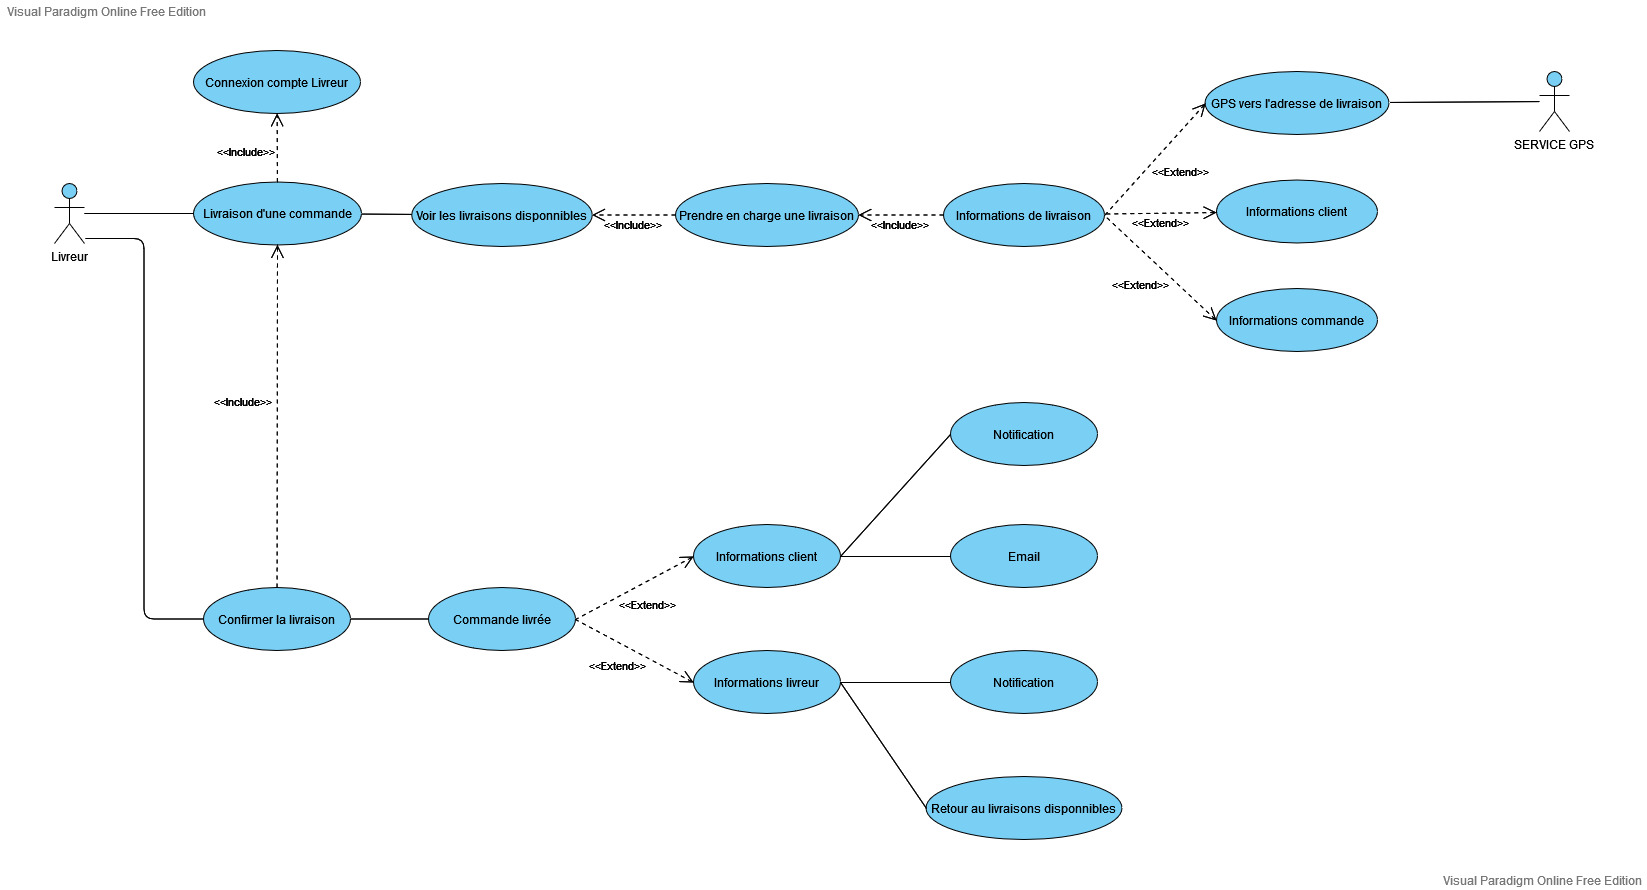 Visual Paradigm Online Free Edition
Connexion compte Livreur
GPS vers l'adresse de livraison
SERVICE GPS
<<Include>>
<<Extend>>
Livreur
Livraison d'une commande
Voir les livraisons disponnibles
<<Include>>
Prendre en charge une livraison
<<Include>>
Informations de livraison
<<Extend>>
Informations client
<<Extend>>
Informations commande
<<Include>>
Notification
Informations client
Email
<<Extend>>
Confirmer la livraison
Commande livrée
<<Extend>>
Informations livreur
Notification
Retour au livraisons disponnibles
Visual Paradigm Online Free Edition